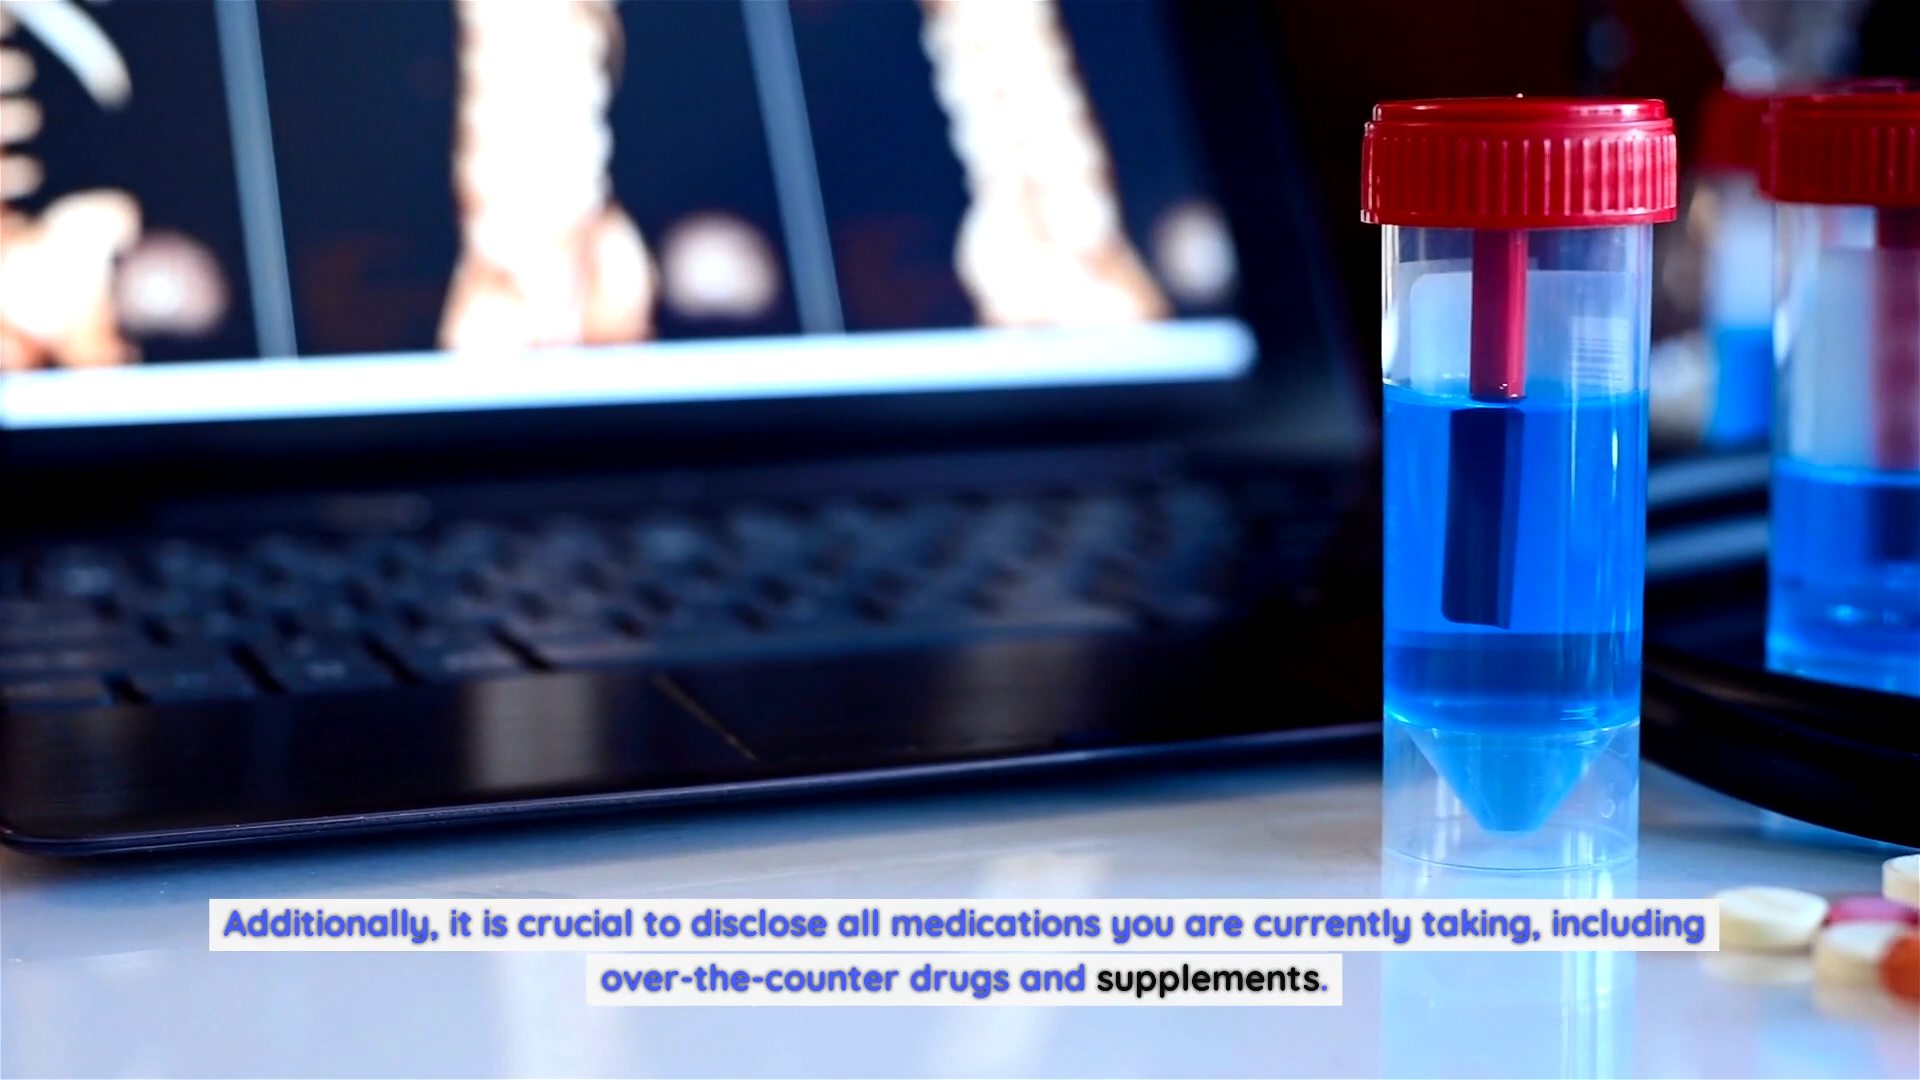 Additionally, it is crucial to disclose all medications you are currently taking, including
over-the-counter drugs and supplements.